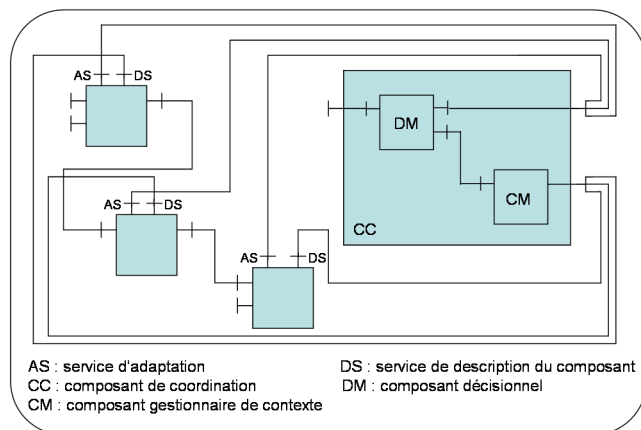 AS DS
DM
CM
AS DS
CC
AS DS
AS : service d'adaptation
DS : service de description du composant
CC : composant de coordination
DM : composant décisionnel
CM : composant gestionnaire de contexte